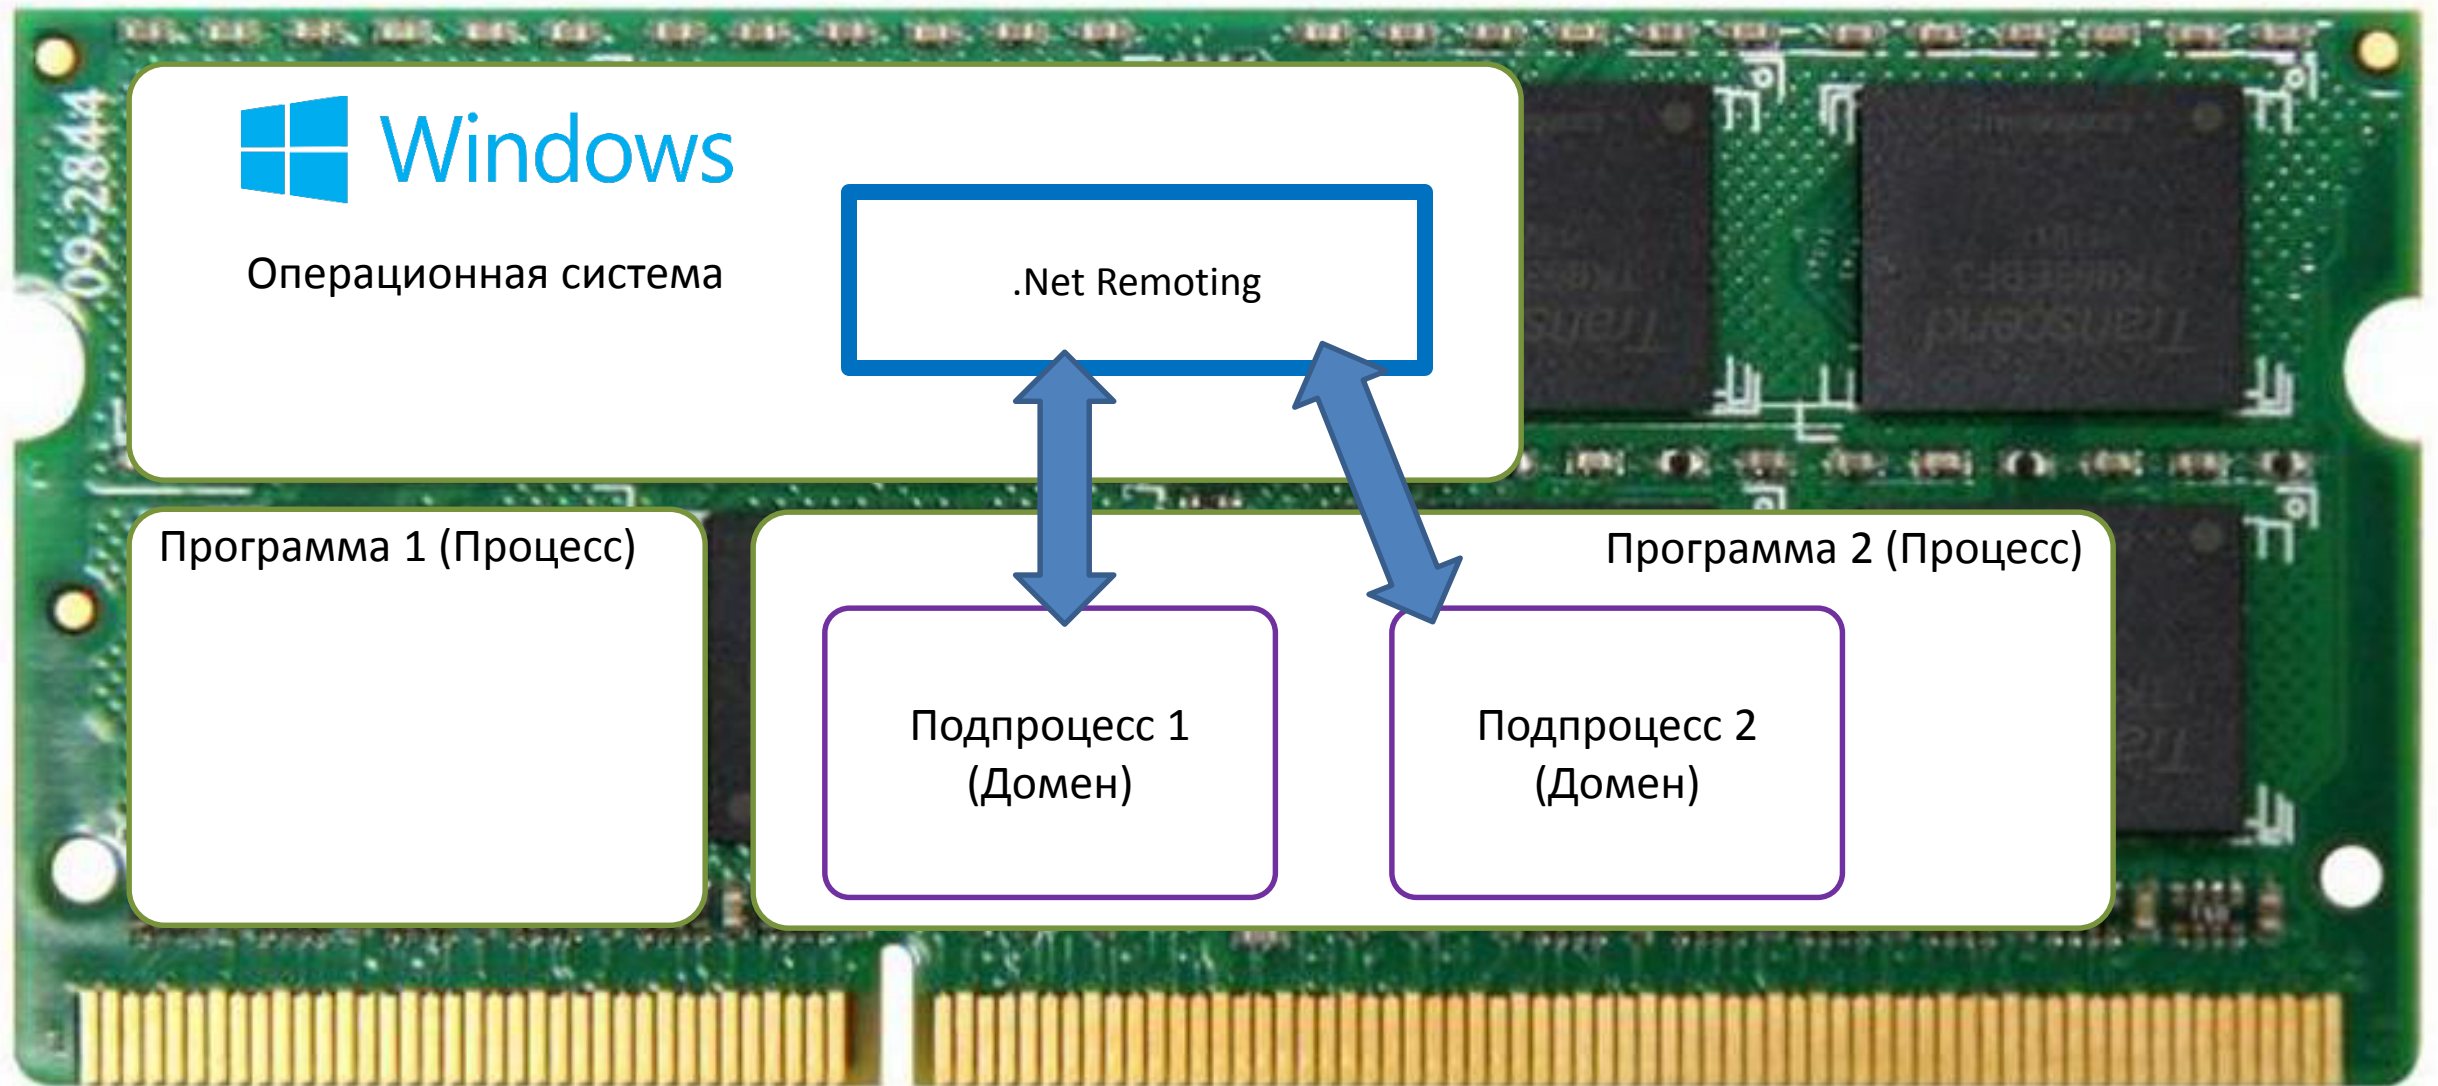 09-2844
Windows
Операционная система
.Net Remoting
Программа 1 (Процесс)
Программа 2 (Процесс)
Подпроцесс 1
(Домен)
Подпроцесс 2
(Домен)
Transcend